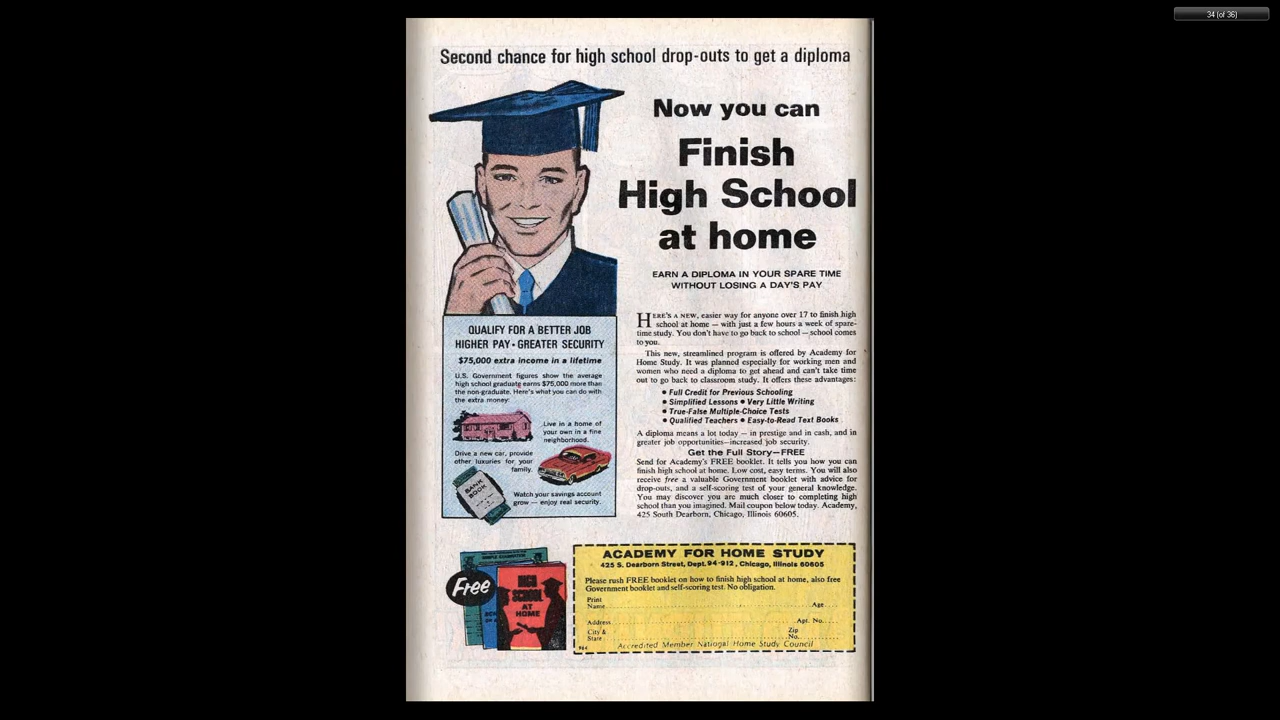 34 (of 36)
Second chance for high school drop-outs to get a diploma
Now you can
Finish
High School
at home
EARN A DIPLOMA IN YOUR SPARE TIME
WITHOUT LOSING A DAY'S PAY
HERE'S A NEW, easier way for anyone over 17 to finish high
school at home — with just a few hours a week of spare-
time study. You don't have to go back to school — school comes
to you.
This new, streamlined program is offered by Academy for
Home Study. It was planned especially for working men and
women who need a diploma to get ahead and can't take time
out to go back to classroom study. It offers these advantages:
• Full Credit for Previous Schooling
• Simplified Lessons • Very Little Writing
• True-False Multiple-Choice Tests
• Qualified Teachers • Easy-to-Read Text Books
A diploma means a lot today — in prestige and in cash, and in
greater job opportunities—increased job security.
Get the Full Story—FREE
Send for Academy's FREE booklet. It tells you how you can
finish high school at home. Low cost, easy terms. You will also
receive free a valuable Government booklet with advice for
drop-outs, and a self-scoring test of your general knowledge.
You may discover you are much closer to completing high
school than you imagined. Mail coupon below today. Academy,
425 South Dearborn, Chicago, Illinois 60605.
QUALIFY FOR A BETTER JOB
HIGHER PAY • GREATER SECURITY
$75,000 extra income in a lifetime
U.S. Government figures show the average
high school graduate earns $75,000 more than
the non-graduate. Here's what you can do with
the extra money:
Live in a home of
your own in a fine
neighborhood.
Drive a new car, provide
other luxuries for your
family.
BANK
BOOK
Watch your savings account
grow — enjoy real security.
Free
HIGH
SCHOOL
AT
HOME
ACADEMY FOR HOME STUDY
425 S. Dearborn Street, Dept. 94-912, Chicago, Illinois 60605
Please rush FREE booklet on how to finish high school at home, also free
Government booklet and self-scoring test. No obligation.
Print
Name Age
Address Apt. No.
City & Zip
State No.
Accredited Member National Home Study Council